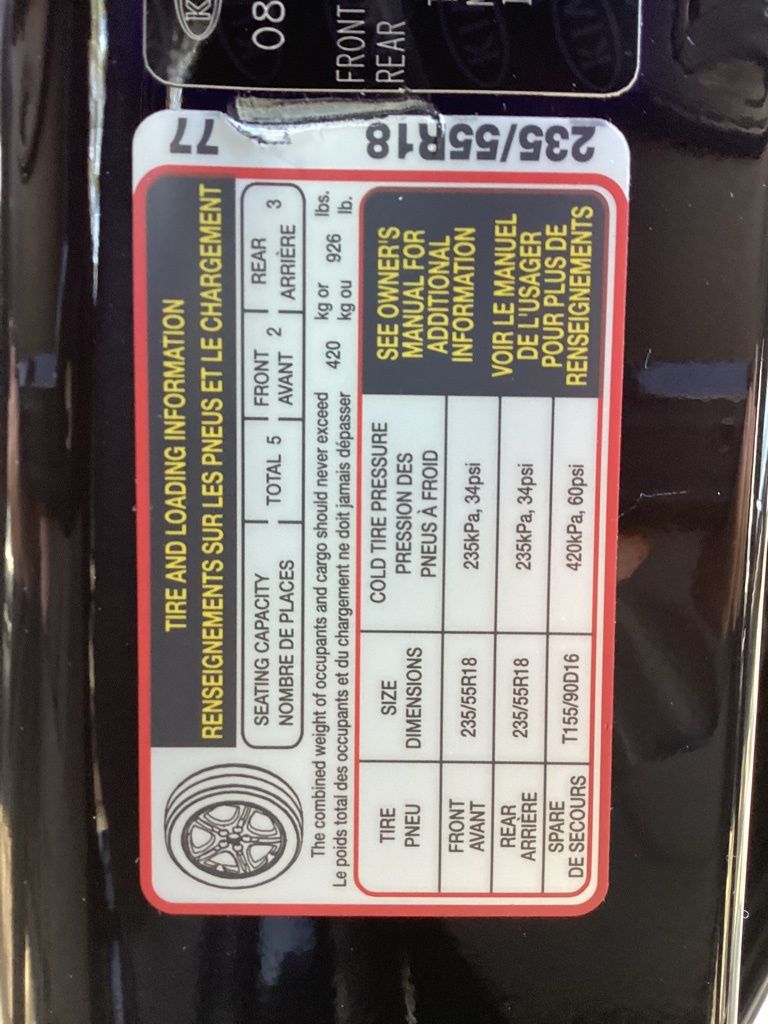 08
FRONT
REAR
77
235/55R18
TIRE AND LOADING INFORMATION
RENSEIGNEMENTS SUR LES PNEUS ET LE CHARGEMENT
SEATING CAPACITY
NOMBRE DE PLACES
TOTAL 5
FRONT
AVANT 2
REAR
ARRIÈRE 3
The combined weight of occupants and cargo should never exceed 420 kg or 926 lbs.
Le poids total des occupants et du chargement ne doit jamais dépasser kg ou lb.
TIRE
PNEU
SIZE
DIMENSIONS
COLD TIRE PRESSURE
PRESSION DES
PNEUS À FROID
FRONT
AVANT
235/55R18
235kPa, 34psi
REAR
ARRIÈRE
235/55R18
235kPa, 34psi
SPARE
DE SECOURS
T155/90D16
420kPa, 60psi
SEE OWNER'S
MANUAL FOR
ADDITIONAL
INFORMATION
VOIR LE MANUEL
DE L'USAGER
POUR PLUS DE
RENSEIGNEMENTS